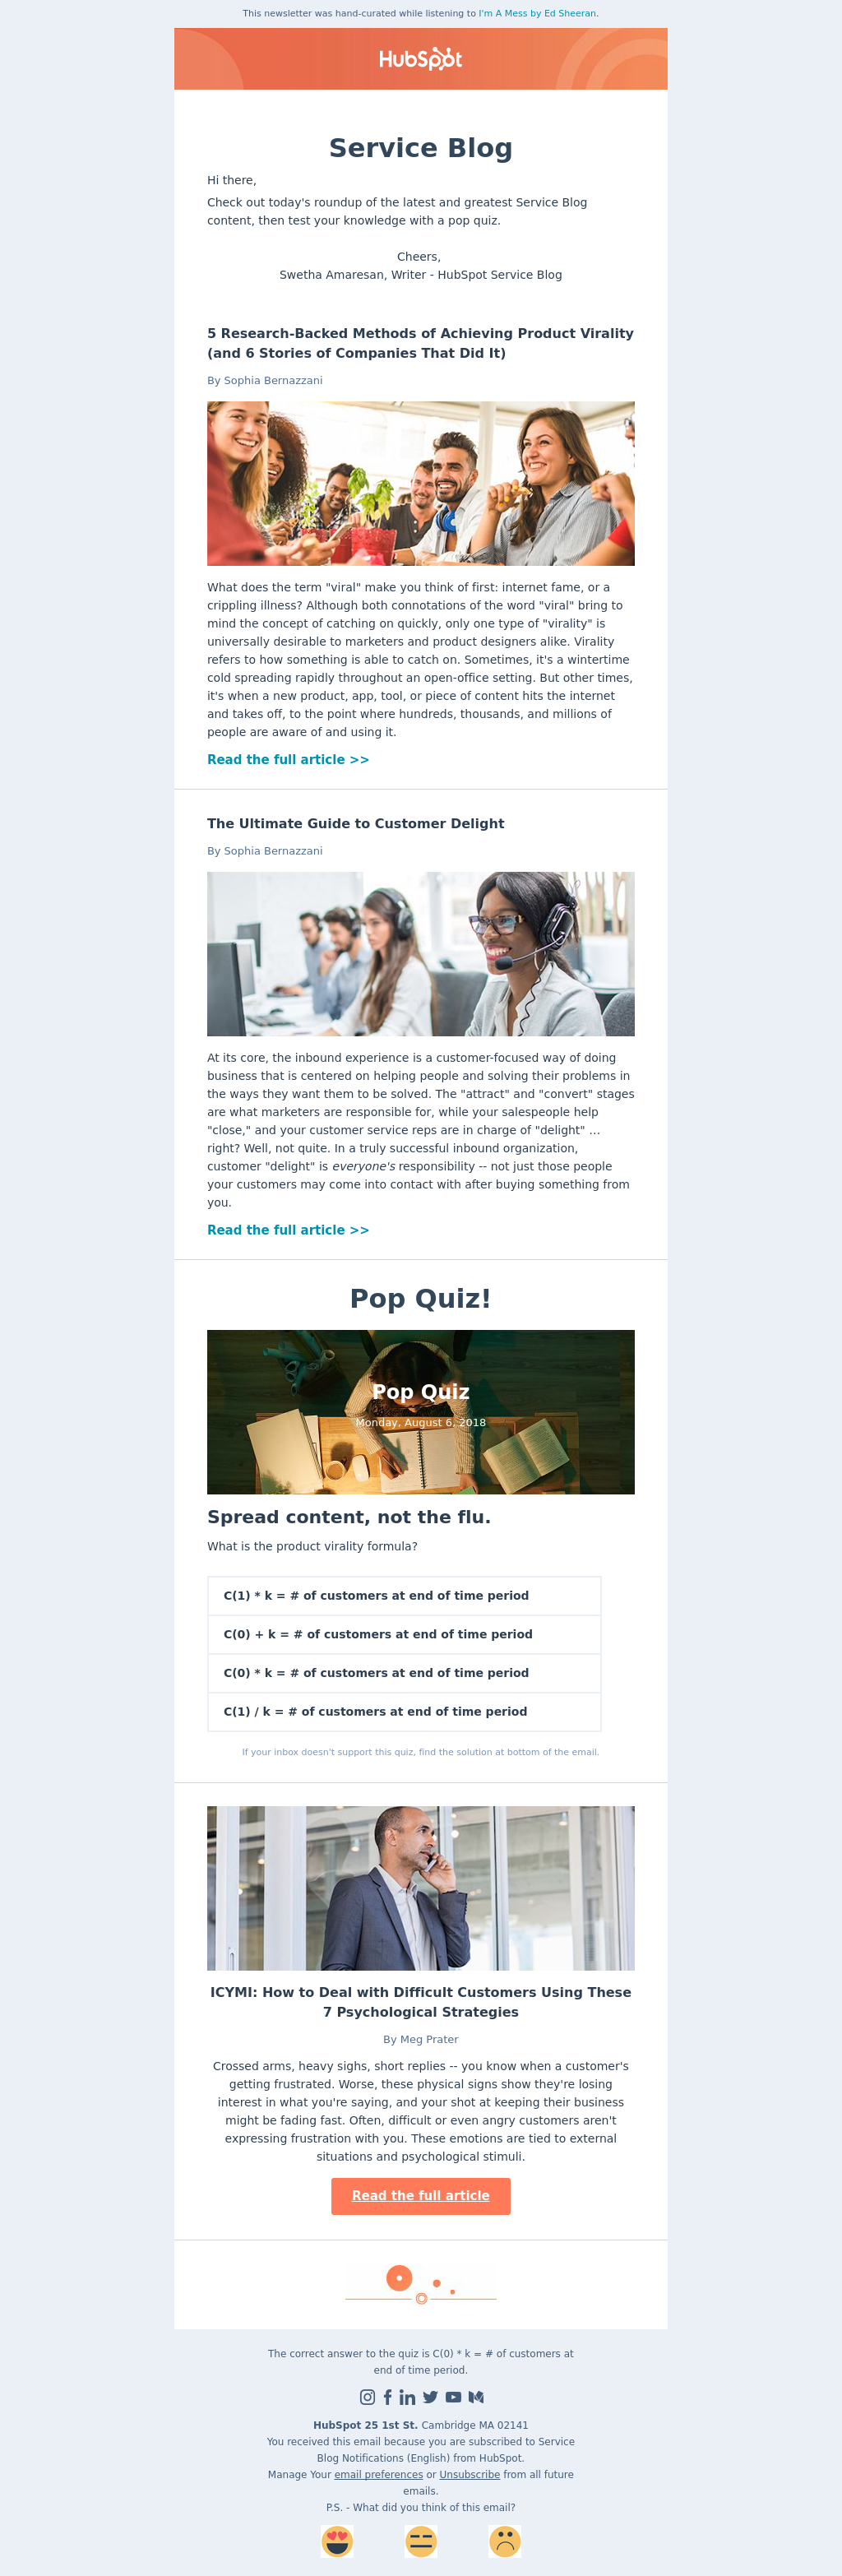 This newsletter was hand-curated while listening to I'm A Mess by Ed Sheeran.
HubSpot
Service Blog
Hi there,
Check out today's roundup of the latest and greatest Service Blog
content, then test your knowledge with a pop quiz.
Cheers,
Swetha Amaresan, Writer - HubSpot Service Blog
5 Research-Backed Methods of Achieving Product Virality
(and 6 Stories of Companies That Did It)
By Sophia Bernazzani
What does the term "viral" make you think of first: internet fame, or a
crippling illness? Although both connotations of the word "viral" bring to
mind the concept of catching on quickly, only one type of "virality" is
universally desirable to marketers and product designers alike. Virality
refers to how something is able to catch on. Sometimes, it's a wintertime
cold spreading rapidly throughout an open-office setting. But other times,
it's when a new product, app, tool, or piece of content hits the internet
and takes off, to the point where hundreds, thousands, and millions of
people are aware of and using it.
Read the full article >>
The Ultimate Guide to Customer Delight
By Sophia Bernazzani
At its core, the inbound experience is a customer-focused way of doing
business that is centered on helping people and solving their problems in
the ways they want them to be solved. The "attract" and "convert" stages
are what marketers are responsible for, while your salespeople help
"close," and your customer service reps are in charge of "delight" …
right? Well, not quite. In a truly successful inbound organization,
customer "delight" is everyone's responsibility -- not just those people
your customers may come into contact with after buying something from
you.
Read the full article >>
Pop Quiz!
Pop Quiz
Monday, August 6, 2018
Spread content, not the flu.
What is the product virality formula?
C(1) * k = # of customers at end of time period
C(0) + k = # of customers at end of time period
C(0) * k = # of customers at end of time period
C(1) / k = # of customers at end of time period
If your inbox doesn't support this quiz, find the solution at bottom of the email.
ICYMI: How to Deal with Difficult Customers Using These
7 Psychological Strategies
By Meg Prater
Crossed arms, heavy sighs, short replies -- you know when a customer's
getting frustrated. Worse, these physical signs show they're losing
interest in what you're saying, and your shot at keeping their business
might be fading fast. Often, difficult or even angry customers aren't
expressing frustration with you. These emotions are tied to external
situations and psychological stimuli.
Read the full article
The correct answer to the quiz is C(0) * k = # of customers at
end of time period.
HubSpot 25 1st St. Cambridge MA 02141
You received this email because you are subscribed to Service
Blog Notifications (English) from HubSpot.
Manage Your email preferences or Unsubscribe from all future
emails.
P.S. - What did you think of this email?